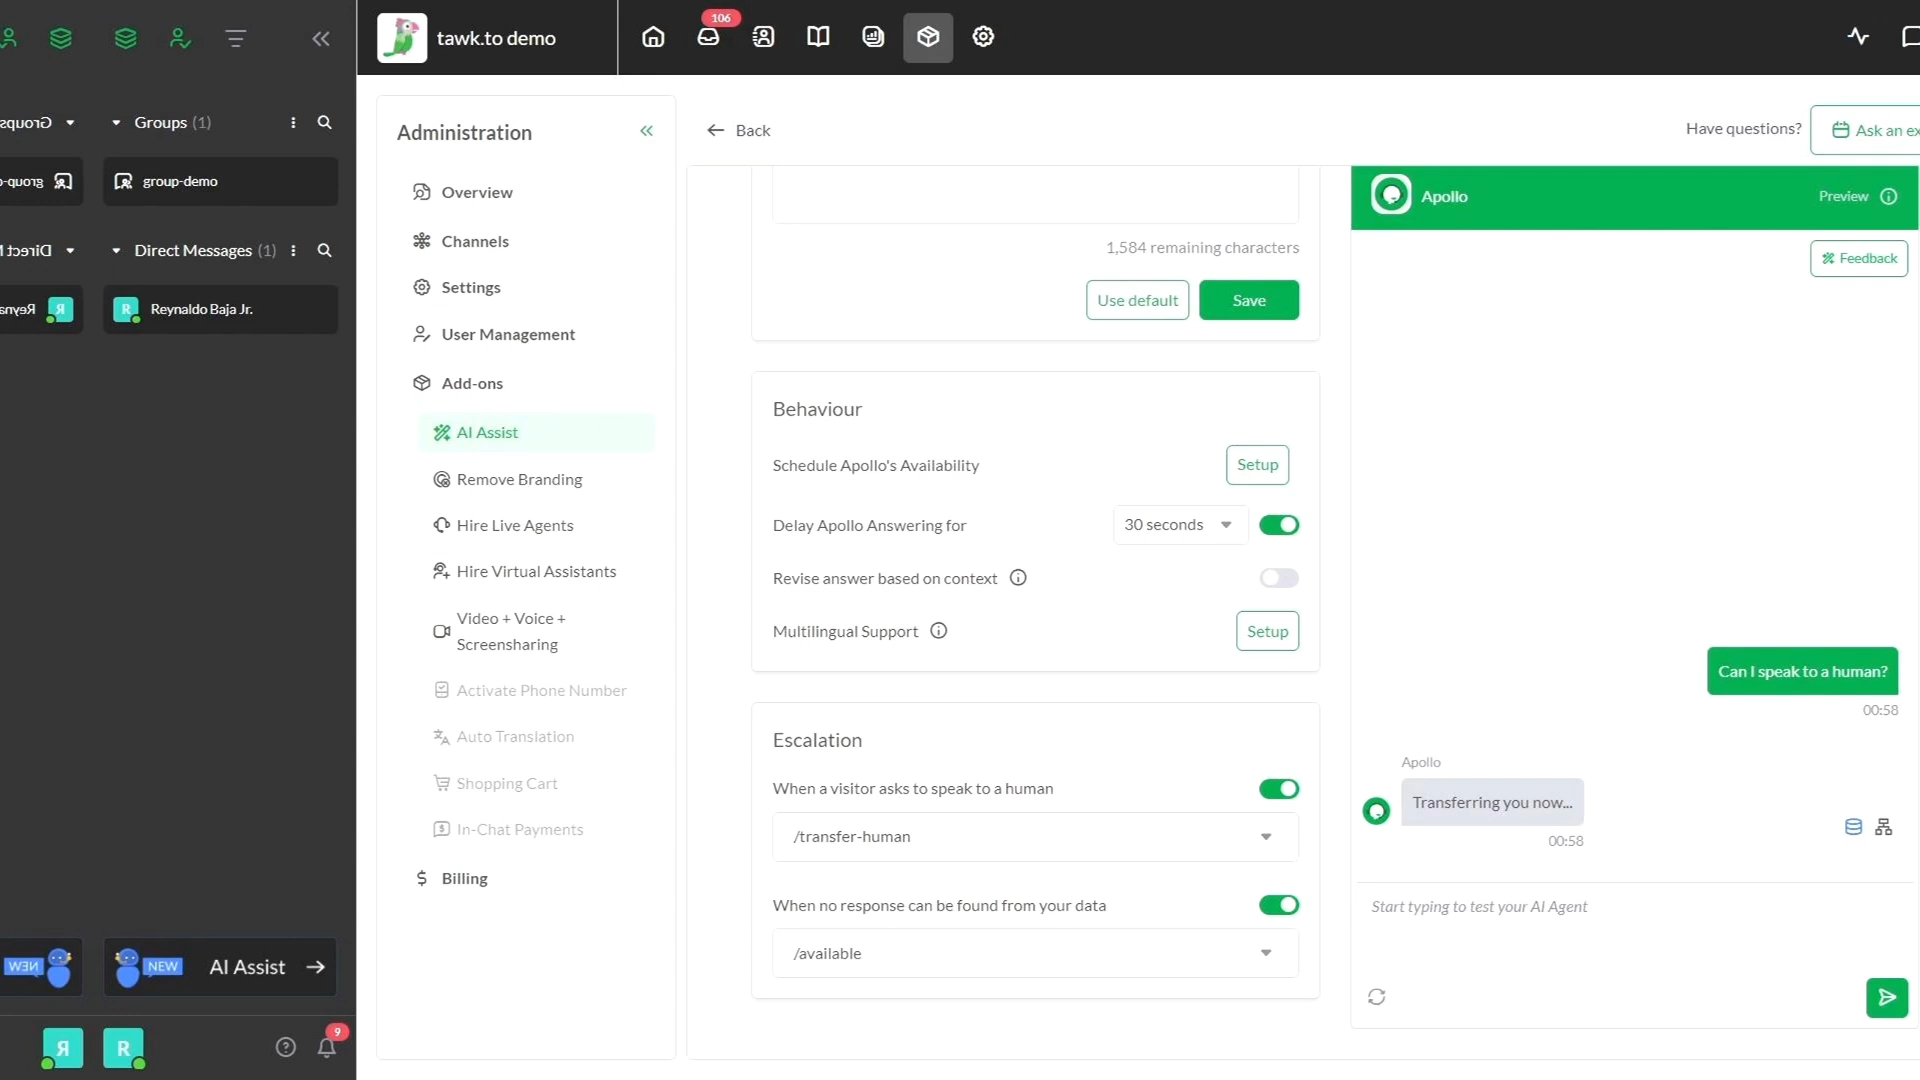 tawk.to demo
106
Groups
Groups (1)
group-demo
Direct Messages (1)
R
Reynaldo Baja Jr.
NEW
AI Assist
R
9
Administration
Overview
Channels
Settings
User Management
Add-ons
AI Assist
Remove Branding
Hire Live Agents
Hire Virtual Assistants
Video + Voice +
Screensharing
Activate Phone Number
Auto Translation
Shopping Cart
In-Chat Payments
Billing
Back
Have questions?
Ask an ex
1,584 remaining characters
Use default
Save
Behaviour
Schedule Apollo's Availability
Setup
Delay Apollo Answering for
30 seconds
Revise answer based on context
Multilingual Support
Setup
Escalation
When a visitor asks to speak to a human
/transfer-human
When no response can be found from your data
/available
Apollo
Preview
Feedback
Can I speak to a human?
00:58
Apollo
Transferring you now...
00:58
Start typing to test your AI Agent